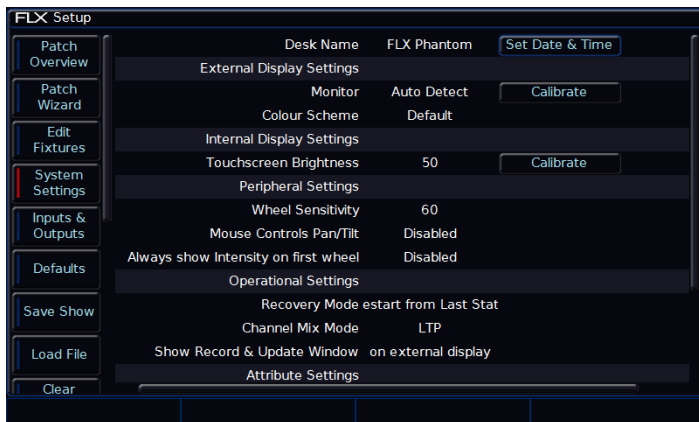 FLX Setup
Patch
Overview
Patch
Wizard
Edit
Fixtures
System
Settings
Inputs &
Outputs
Defaults
Save Show
Load File
Clear
Desk Name FLX Phantom Set Date & Time
External Display Settings
Monitor Auto Detect Calibrate
Colour Scheme Default
Internal Display Settings
Touchscreen Brightness 50 Calibrate
Peripheral Settings
Wheel Sensitivity 60
Mouse Controls Pan/Tilt Disabled
Always show Intensity on first wheel Disabled
Operational Settings
Recovery Mode estart from Last Stat
Channel Mix Mode LTP
Show Record & Update Window on external display
Attribute Settings